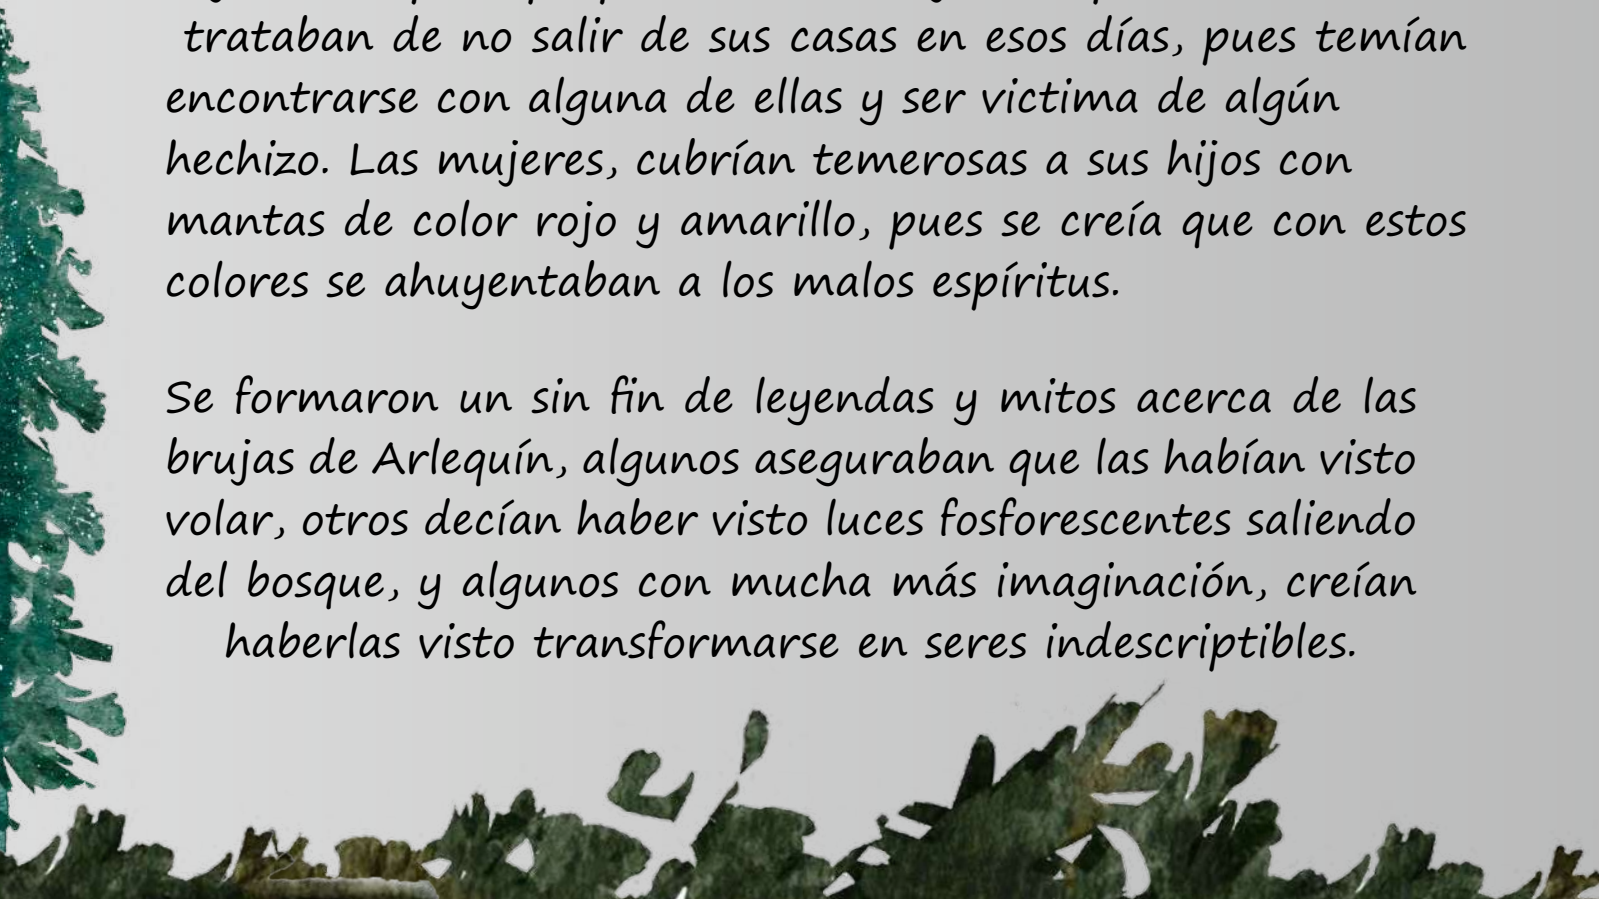 trataban de no salir de sus casas en esos días, pues temían
encontrarse con alguna de ellas y ser victima de algún
hechizo. Las mujeres, cubrían temerosas a sus hijos con
mantas de color rojo y amarillo, pues se creía que con estos
colores se ahuyentaban a los malos espíritus.
Se formaron un sin fin de leyendas y mitos acerca de las
brujas de Arlequín, algunos aseguraban que las habían visto
volar, otros decían haber visto luces fosforescentes saliendo
del bosque, y algunos con mucha más imaginación, creían
haberlas visto transformarse en seres indescriptibles.